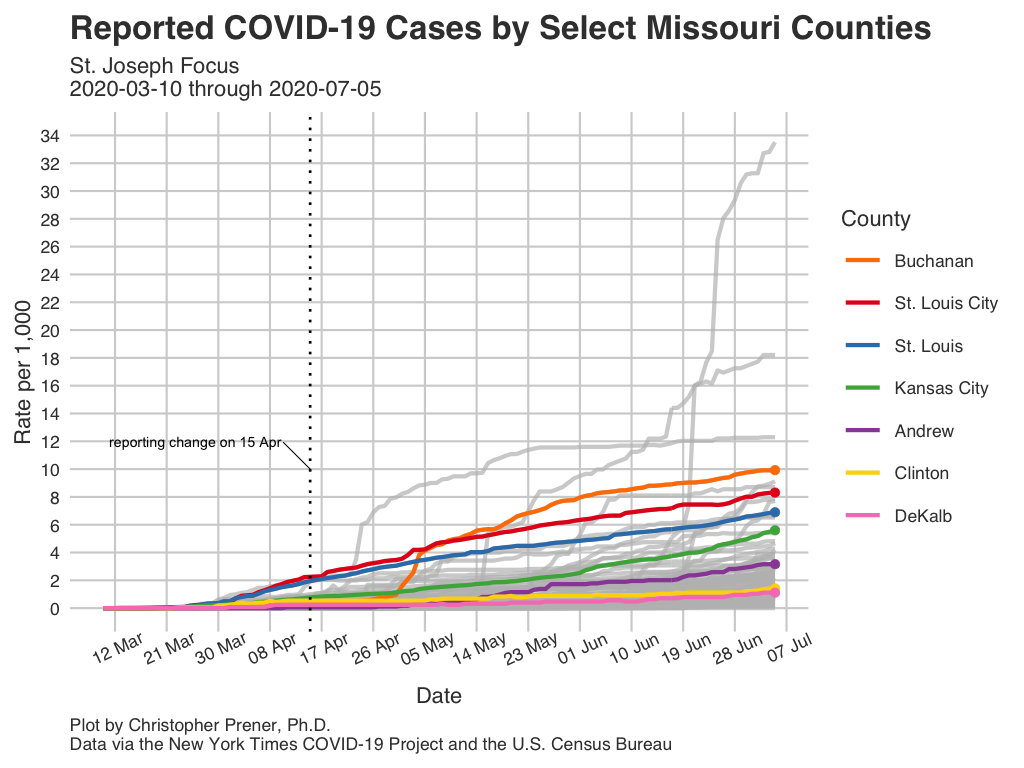 Reported COVID-19 Cases by Select Missouri Counties
St. Joseph Focus
2020-03-10 through 2020-07-05
34
32
30
28
26
24
22
20
18
16
14
12
10
8
6
4
2
0
Rate per 1,000
reporting change on 15 Apr
12 Mar
21 Mar
30 Mar
08 Apr
17 Apr
26 Apr
05 May
14 May
23 May
01 Jun
10 Jun
19 Jun
28 Jun
07 Jul
Date
County
Buchanan
St. Louis City
St. Louis
Kansas City
Andrew
Clinton
DeKalb
Plot by Christopher Prener, Ph.D.
Data via the New York Times COVID-19 Project and the U.S. Census Bureau